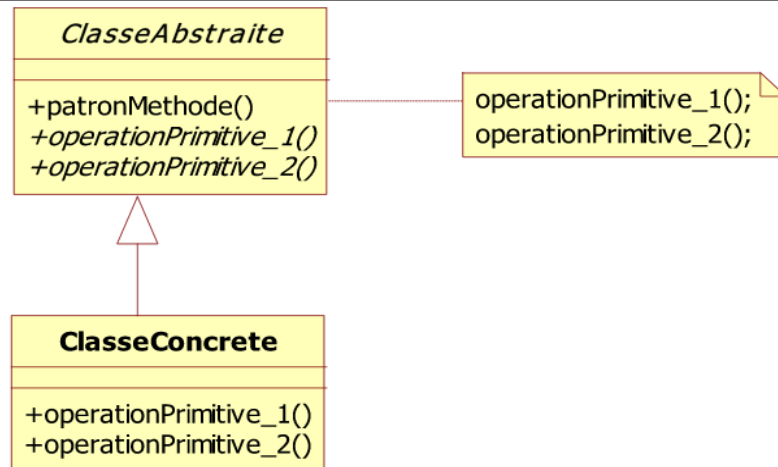 ClasseAbstraite
+patronMethode()
+operationPrimitive_1()
+operationPrimitive_2()
operationPrimitive_1();
operationPrimitive_2();
ClasseConcrete
+operationPrimitive_1()
+operationPrimitive_2()